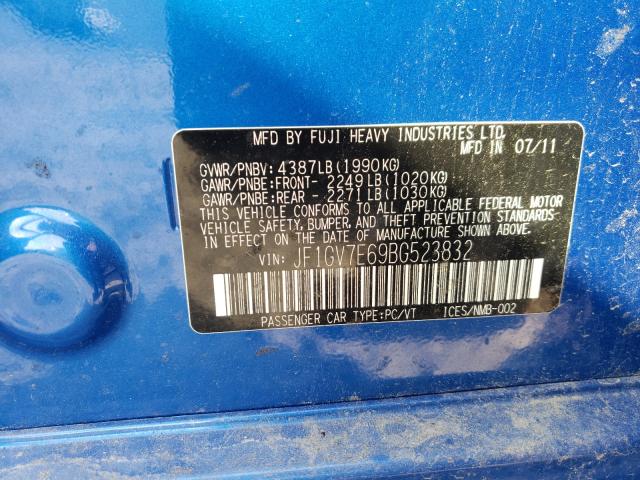 MFD BY FUJI HEAVY INDUSTRIES LTD.
MFD IN 07/11
GVWR/PNBV: 4387LB(1990KG)
GAWR/PNBE:FRONT- 2249LB(1020KG)
GAWR/PNBE:REAR - 2271LB(1030KG)
THIS VEHICLE CONFORMS TO ALL APPLICABLE FEDERAL MOTOR
VEHICLE SAFETY, BUMPER, AND THEFT PREVENTION STANDARDS-
IN EFFECT ON THE DATE OF MANUFACTURE SHOWN ABOVE.
VIN: JF1GV7E69BG523832
PASSENGER CAR TYPE:PC/VT ICES/NMB-002